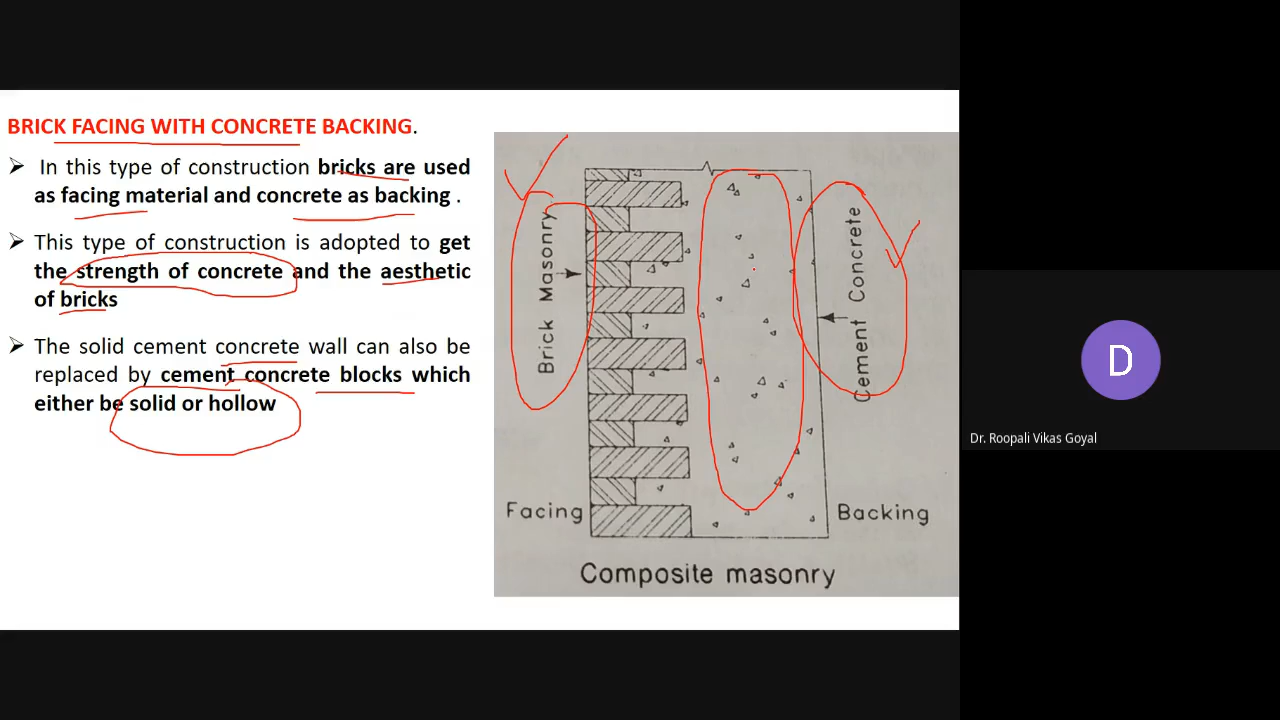 BRICK FACING WITH CONCRETE BACKING.
➢ In this type of construction bricks are used
as facing material and concrete as backing .
➢ This type of construction is adopted to get
the strength of concrete and the aesthetic
of bricks
➢ The solid cement concrete wall can also be
replaced by cement concrete blocks which
either be solid or hollow
Brick Masonry
Cement Concrete
Facing
Backing
Composite masonry
D
Dr. Roopali Vikas Goyal